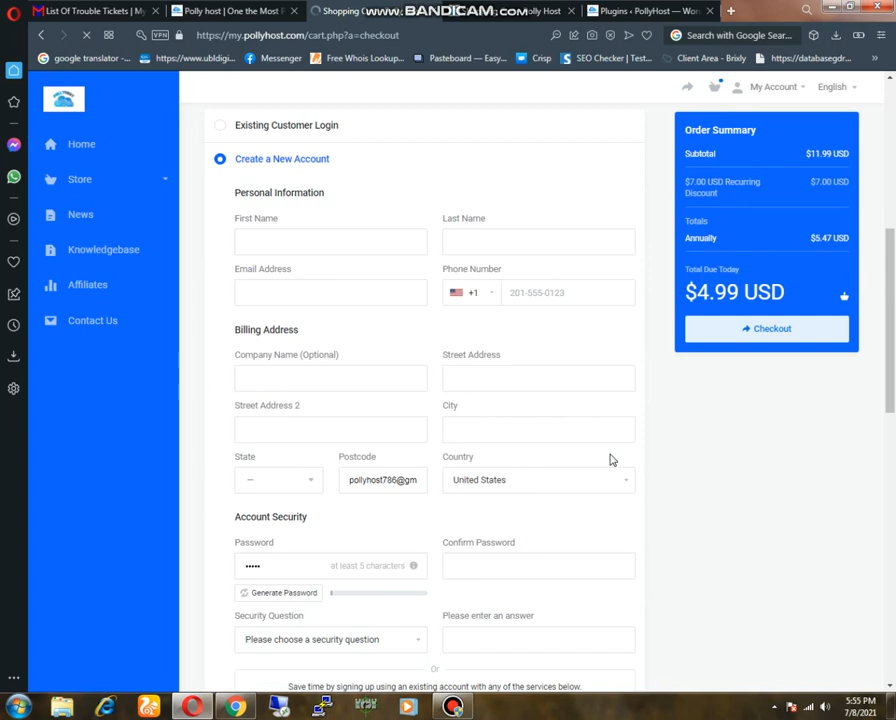 List Of Trouble Tickets | My
Polly host | One the Most P
Shopping C
www.BANDICAM.com
Polly Host
Plugins ‹ PollyHost — Wo
VPN
https://my.pollyhost.com/cart.php?a=checkout
Search with Google Sear...
google translator -...
https://www.ubldigi...
Messenger
Free Whois Lookup...
Pasteboard — Easy...
Crisp
SEO Checker | Test...
Client Area - Brixly
https://databasegdr...
My Account
English
Home
Store
News
Knowledgebase
Affiliates
Contact Us
Existing Customer Login
Create a New Account
Personal Information
First Name
Last Name
Email Address
Phone Number
+1
201-555-0123
Billing Address
Company Name (Optional)
Street Address
Street Address 2
City
State
Postcode
Country
—
pollyhost786@gm
United States
Account Security
Password
Confirm Password
•••••
at least 5 characters
Generate Password
Security Question
Please enter an answer
Please choose a security question
Or
Save time by signing up using an existing account with any of the services below.
Order Summary
Subtotal $11.99 USD
$7.00 USD Recurring $7.00 USD
Discount
Totals
Annually $5.47 USD
Total Due Today
$4.99 USD
Checkout
5:55 PM
7/8/2021